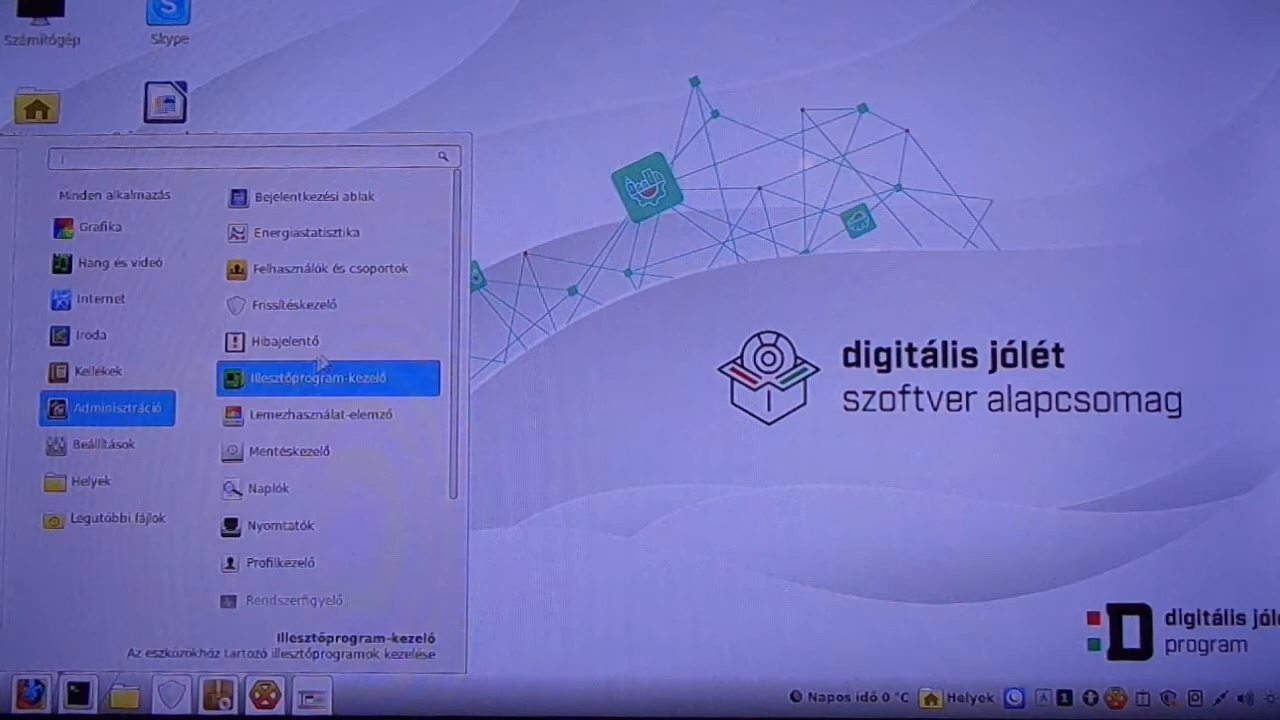 Számítógép
Skype
Minden alkalmazás
Grafika
Hang és videó
Internet
Iroda
Kellékek
Adminisztráció
Beállítások
Helyek
Legutóbbi fájlok
Bejelentkezési ablak
Energiastatisztika
Felhasználók és csoportok
Frissítéskezelő
Hibajelentő
Illesztőprogram-kezelő
Lemezhasználat-elemző
Mentéskezelő
Naplók
Nyomtatók
Profilkezelő
Rendszerfigyelő
Illesztőprogram-kezelő
Az eszközökhöz tartozó illesztőprogramok kezelése
digitális jólét
szoftver alapcsomag
digitális jólé
program
Napos idő 0 °C
Helyek